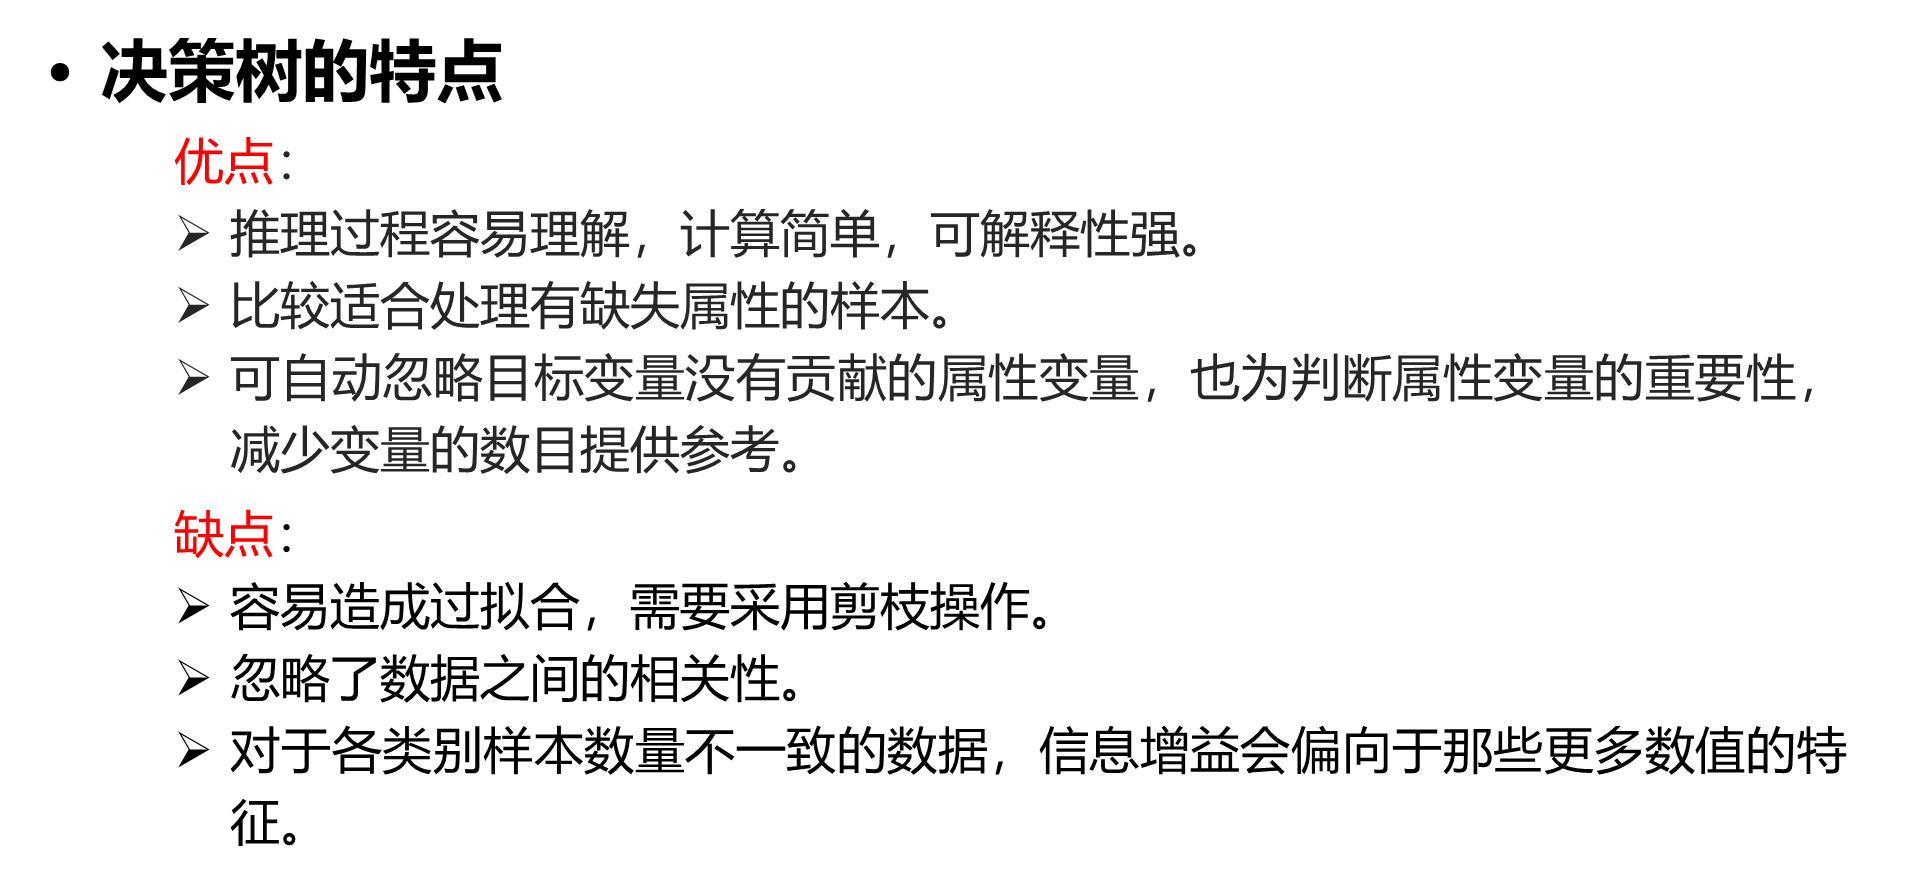 • 决策树的特点
优点：
➢ 推理过程容易理解，计算简单，可解释性强。
➢ 比较适合处理有缺失属性的样本。
➢ 可自动忽略目标变量没有贡献的属性变量，也为判断属性变量的重要性，
减少变量的数目提供参考。
缺点：
➢ 容易造成过拟合，需要采用剪枝操作。
➢ 忽略了数据之间的相关性。
➢ 对于各类别样本数量不一致的数据，信息增益会偏向于那些更多数值的特
征。